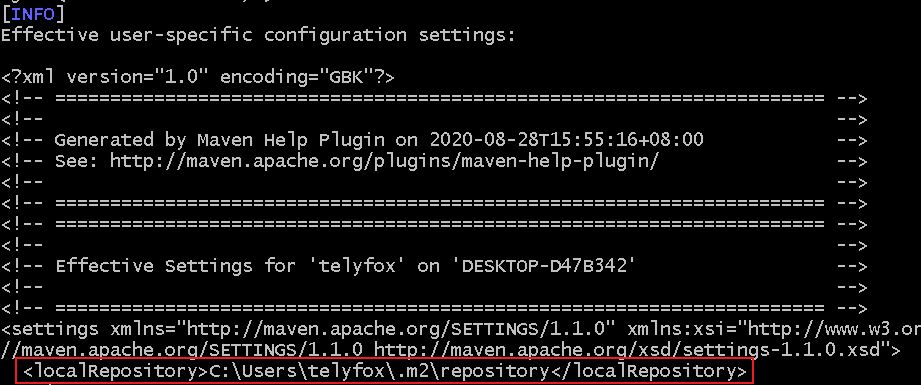 [INFO]
Effective user-specific configuration settings:
<?xml version="1.0" encoding="GBK"?>
<!-- ====================================================================== -->
<!-- -->
<!-- Generated by Maven Help Plugin on 2020-08-28T15:55:16+08:00 -->
<!-- See: http://maven.apache.org/plugins/maven-help-plugin/ -->
<!-- -->
<!-- ====================================================================== -->
<!-- ====================================================================== -->
<!-- -->
<!-- Effective Settings for 'telyfox' on 'DESKTOP-D47B342' -->
<!-- -->
<!-- ====================================================================== -->
<settings xmlns="http://maven.apache.org/SETTINGS/1.1.0" xmlns:xsi="http://www.w3.or
//maven.apache.org/SETTINGS/1.1.0 http://maven.apache.org/xsd/settings-1.1.0.xsd">
<localRepository>C:\Users\telyfox\.m2\repository</localRepository>